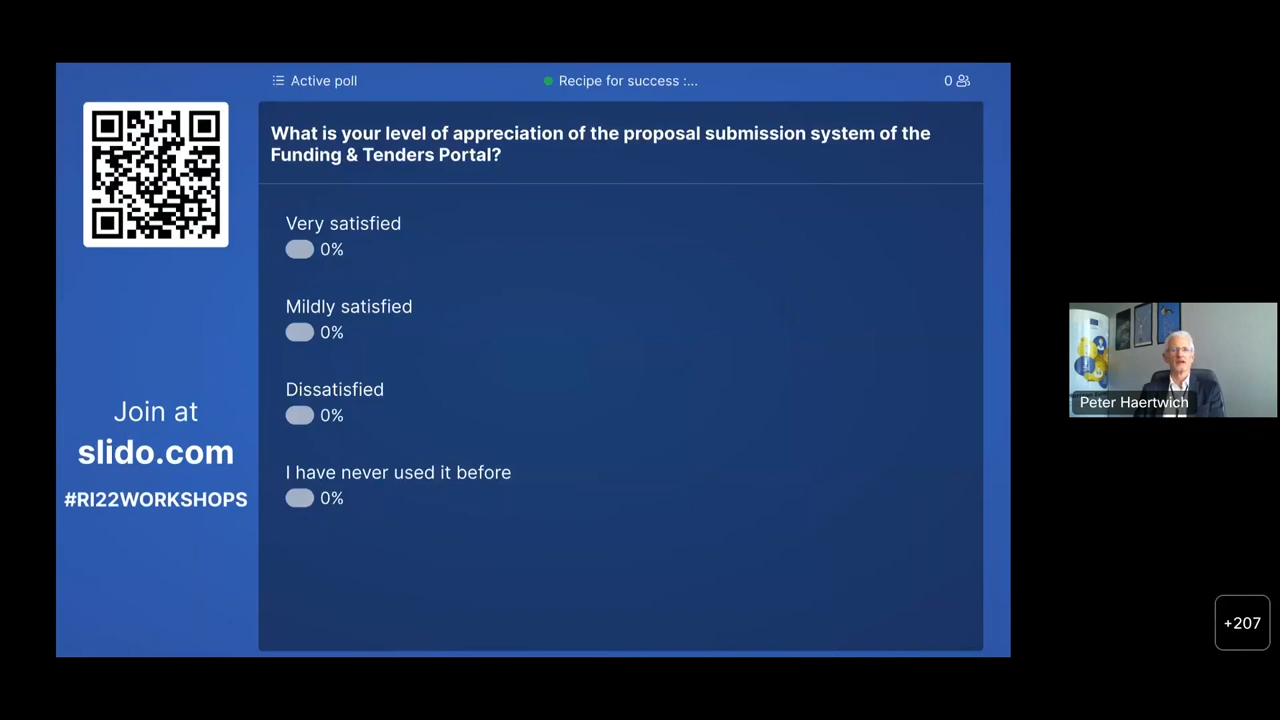 Active poll
Recipe for success :...
0
What is your level of appreciation of the proposal submission system of the
Funding & Tenders Portal?
Very satisfied
0%
Mildly satisfied
0%
Dissatisfied
0%
I have never used it before
0%
Join at
slido.com
#RI22WORKSHOPS
Peter Haertwich
+207